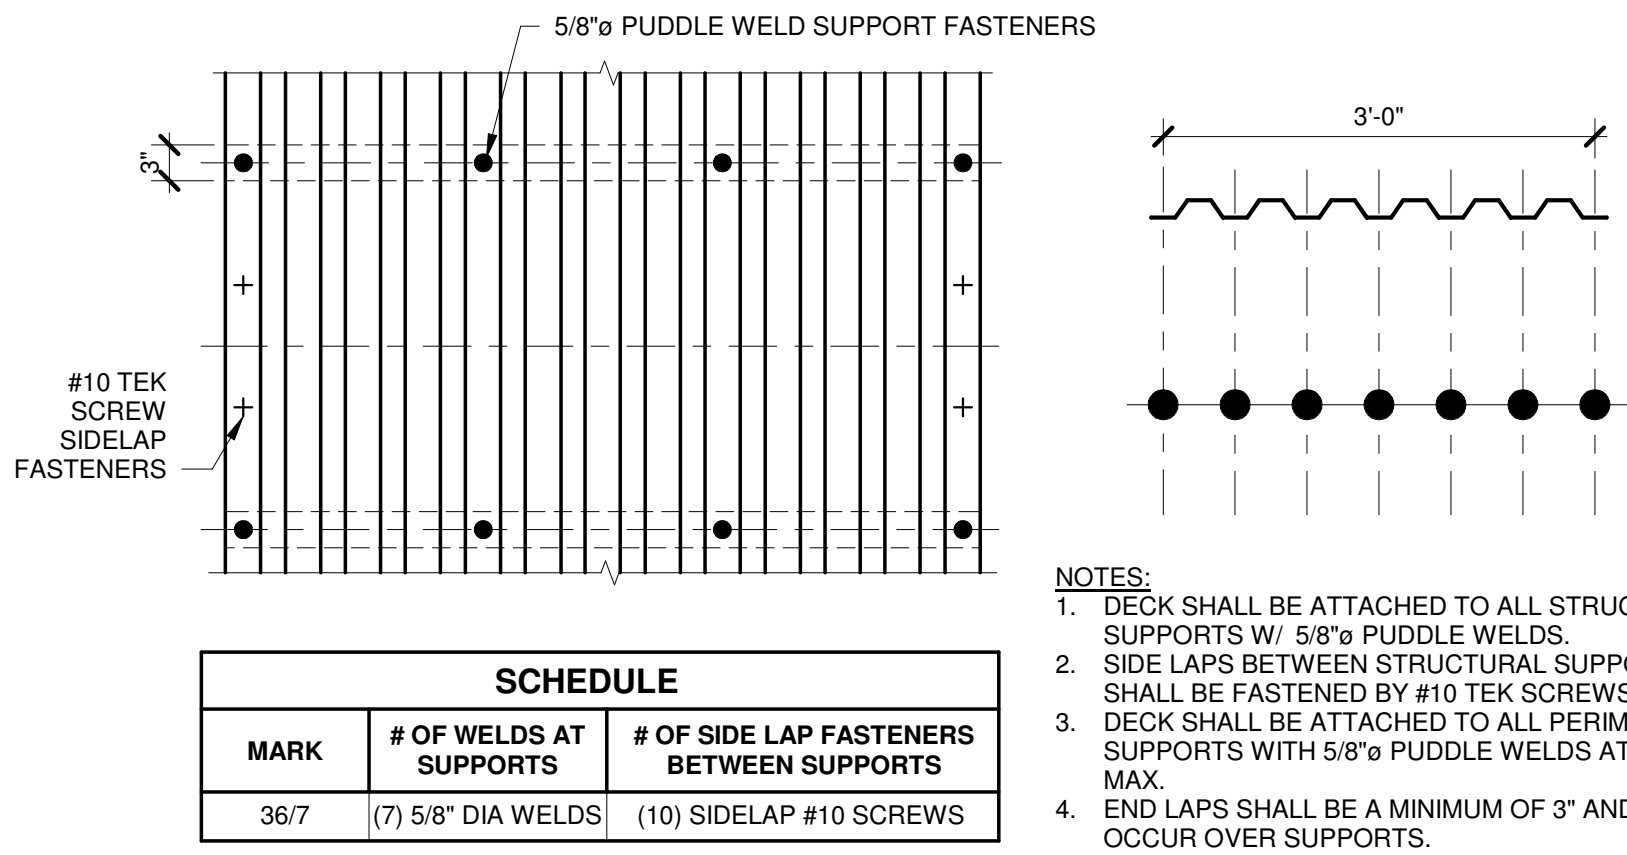 5/8"ø PUDDLE WELD SUPPORT FASTENERS
3"
3'-0"
#10 TEK
SCREW
SIDELAP
FASTENERS
NOTES:
1. DECK SHALL BE ATTACHED TO ALL
SUPPORTS W/ 5/8"ø PUDDLE WELDS.
2. SIDE LAPS BETWEEN STRUCTURAL
SHALL BE FASTENED BY #10 TEK SCREWS
3. DECK SHALL BE ATTACHED TO ALL
SUPPORTS WITH 5/8"ø PUDDLE WELDS AT
MAX.
4. END LAPS SHALL BE A MINIMUM OF 3" AND
OCCUR OVER SUPPORTS.
SCHEDULE
MARK
# OF WELDS AT
SUPPORTS
# OF SIDE LAP FASTENERS
BETWEEN SUPPORTS
36/7
(7) 5/8" DIA WELDS
(10) SIDELAP #10 SCREWS